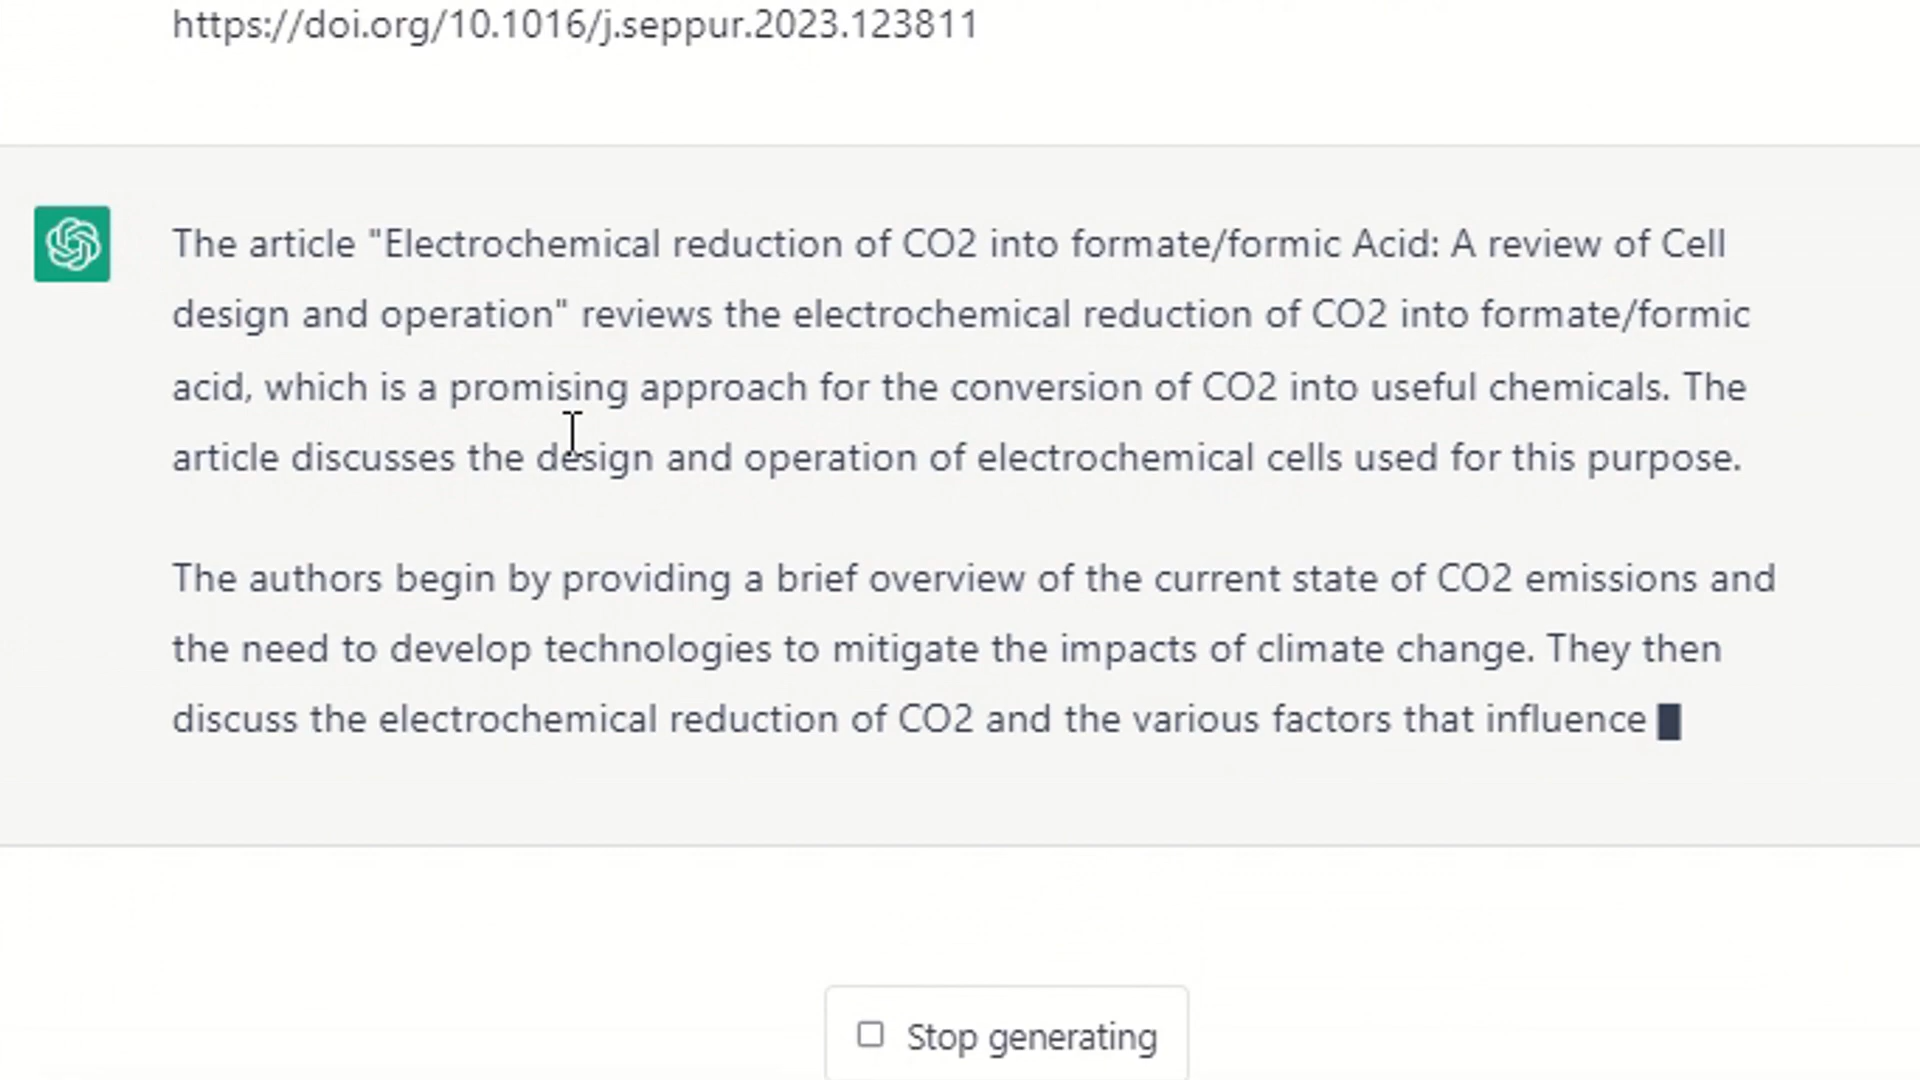 https://doi.org/10.1016/j.seppur.2023.123811
The article "Electrochemical reduction of CO2 into formate/formic Acid: A review of Cell
design and operation" reviews the electrochemical reduction of CO2 into formate/formic
acid, which is a promising approach for the conversion of CO2 into useful chemicals. The
article discusses the design and operation of electrochemical cells used for this purpose.
The authors begin by providing a brief overview of the current state of CO2 emissions and
the need to develop technologies to mitigate the impacts of climate change. They then
discuss the electrochemical reduction of CO2 and the various factors that influence
Stop generating